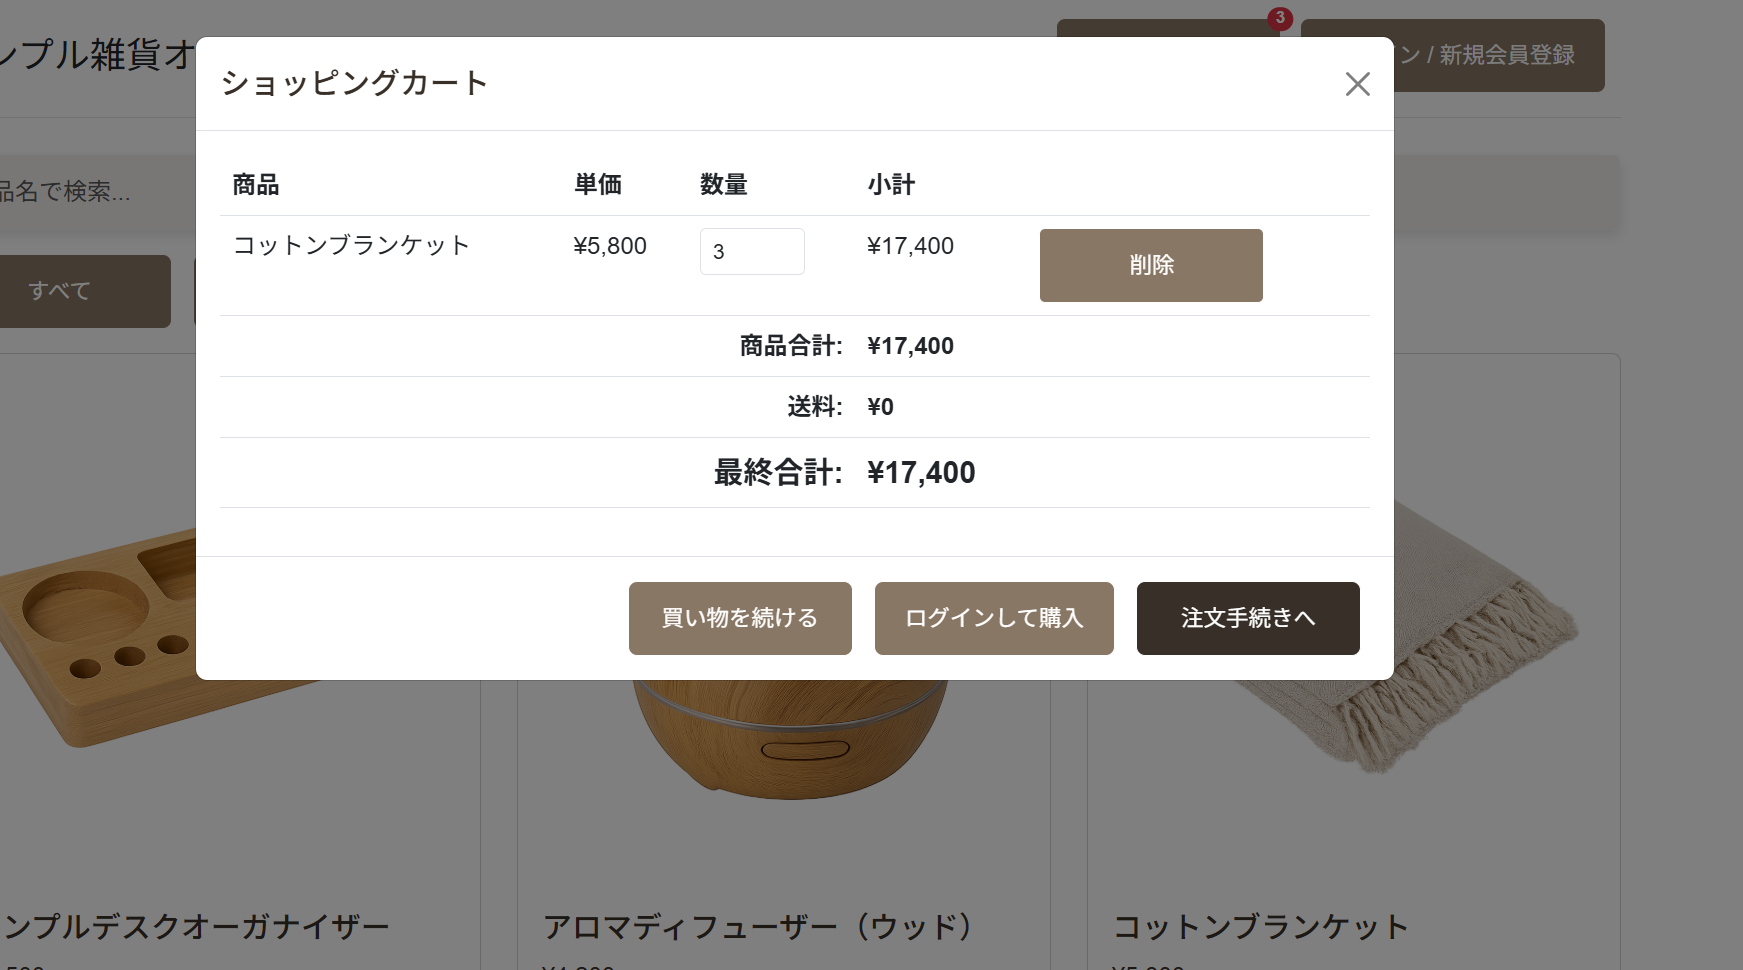 ンプル雑貨オ
3
ン / 新規会員登録
ショッピングカート
品名で検索...
すべて
商品 単価 数量 小計
コットンブランケット ¥5,800 3 ¥17,400 削除
商品合計: ¥17,400
送料: ¥0
最終合計: ¥17,400
買い物を続ける ログインして購入 注文手続きへ
ンプルデスクオーガナイザー
アロマディフューザー（ウッド）
コットンブランケット